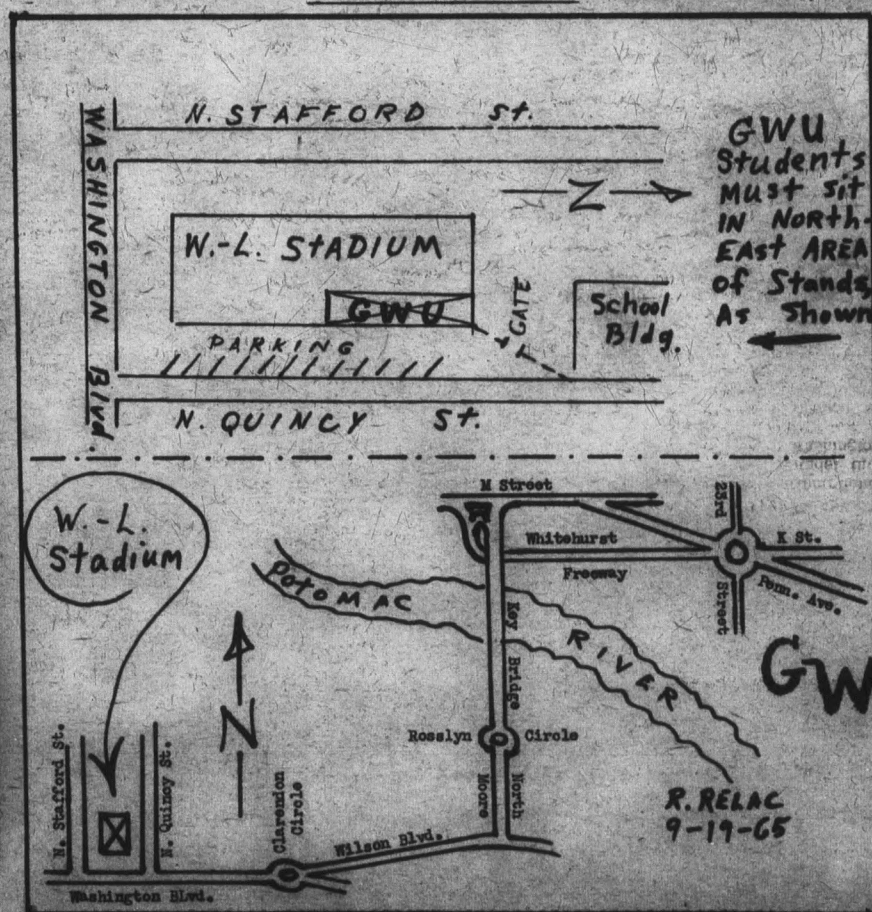 N. STAFFORD St.
WASHINGTON Blvd.
N
GWU
Students
Must sit
IN NORth-
EAst AREA
of Stands,
As Shown
W.-L. StADIUM
GWU
GATE
School
Bldg.
PARKING
N. QUINCY St.
W.-L.
Stadium
M Street
23rd
Street
Whitehurst
Freeway
K St.
Penn. Ave.
PotoMAC
RIVER
Key Bridge
GW
N
Rosslyn Circle
North
Moore
N. Stafford St.
N. Quincy St.
Clarendon
Circle
Wilson Blvd.
Washington BLvd.
R. RELAC
9-19-65